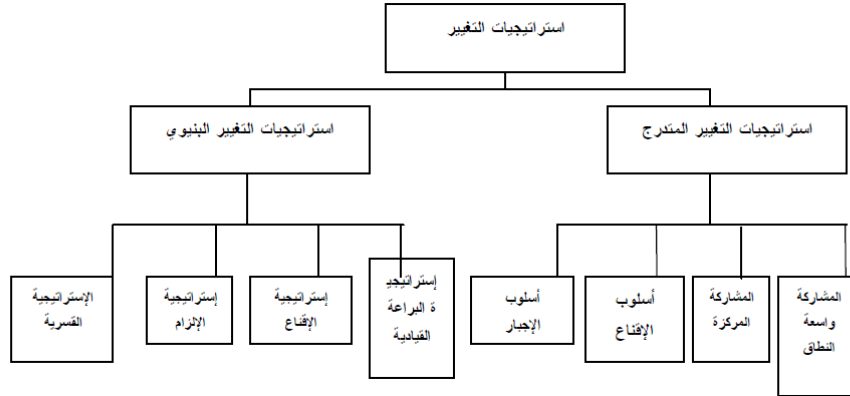 استراتيجيات التغيير
استراتيجيات التغيير المتدرج
استراتيجيات التغيير البنيوي
المشاركة
واسعة
النطاق
المشاركة
المركزة
أسلوب
الإقناع
أسلوب
الإجبار
إستراتيجي
ة البراعة
القيادية
إستراتيجية
الإقناع
إستراتيجية
الإلزام
الإستراتيجية
القسرية